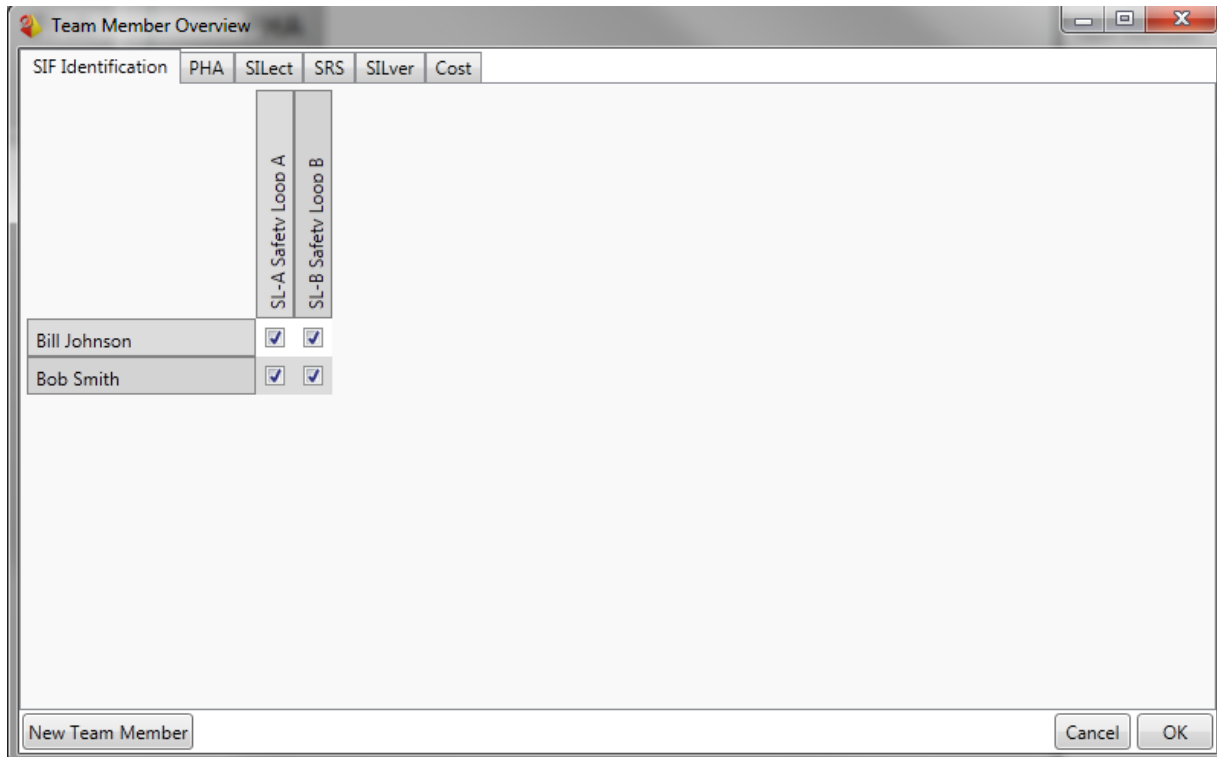 Team Member Overview
SIF Identification PHA SILect SRS SILver Cost
SL-A Safety Loop A
SL-B Safety Loop B
Bill Johnson
Bob Smith
New Team Member Cancel OK